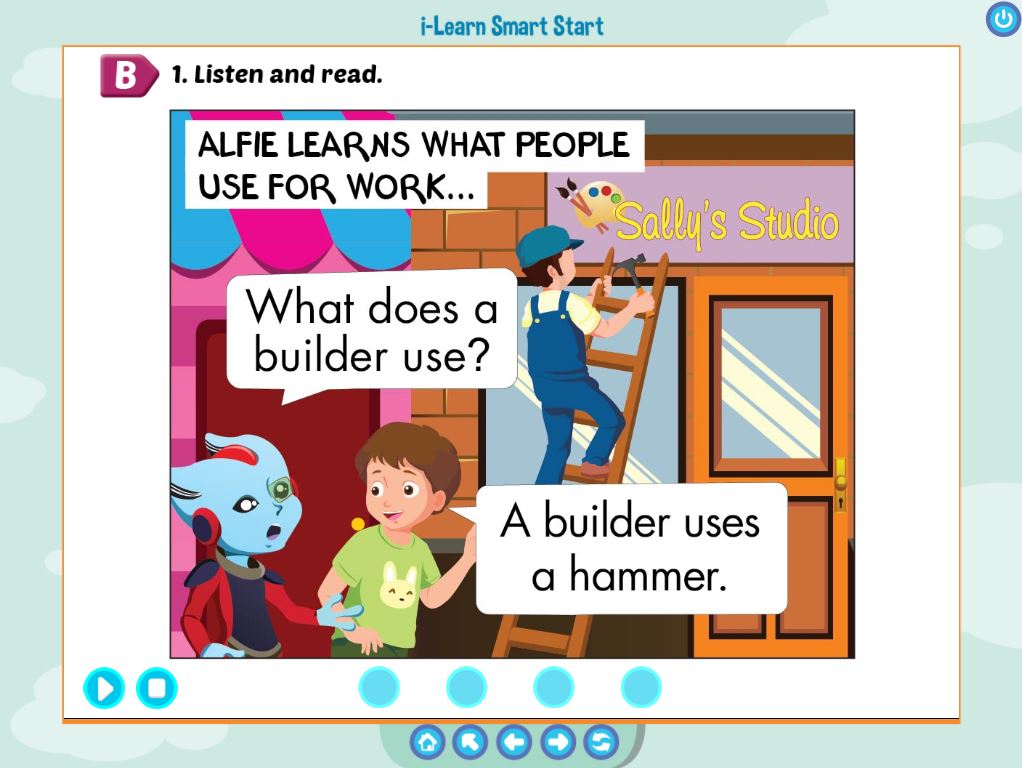 i-Learn Smart Start
B
1. Listen and read.
ALFIE LEARNS WHAT PEOPLE
USE FOR WORK...
Sally's Studio
What does a
builder use?
A builder uses
a hammer.